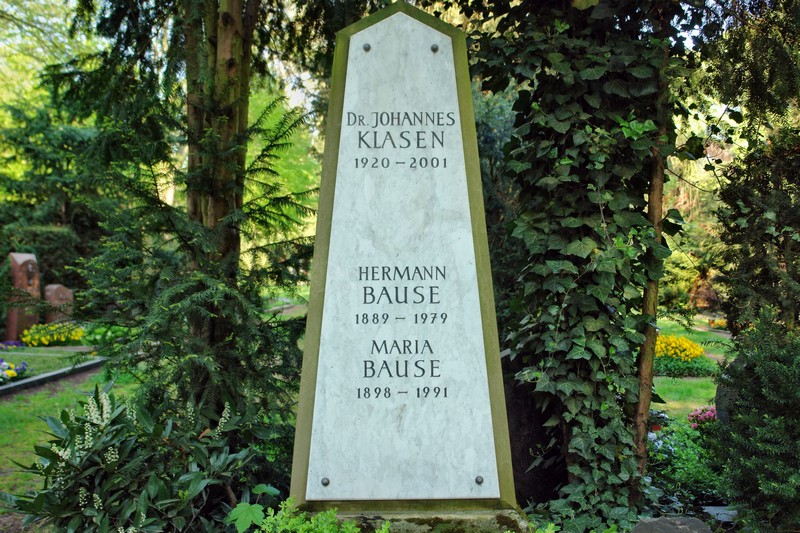 DR. JOHANNES
KLASEN
1920 – 2001
HERMANN
BAUSE
1889 – 1979
MARIA
BAUSE
1898 – 1991